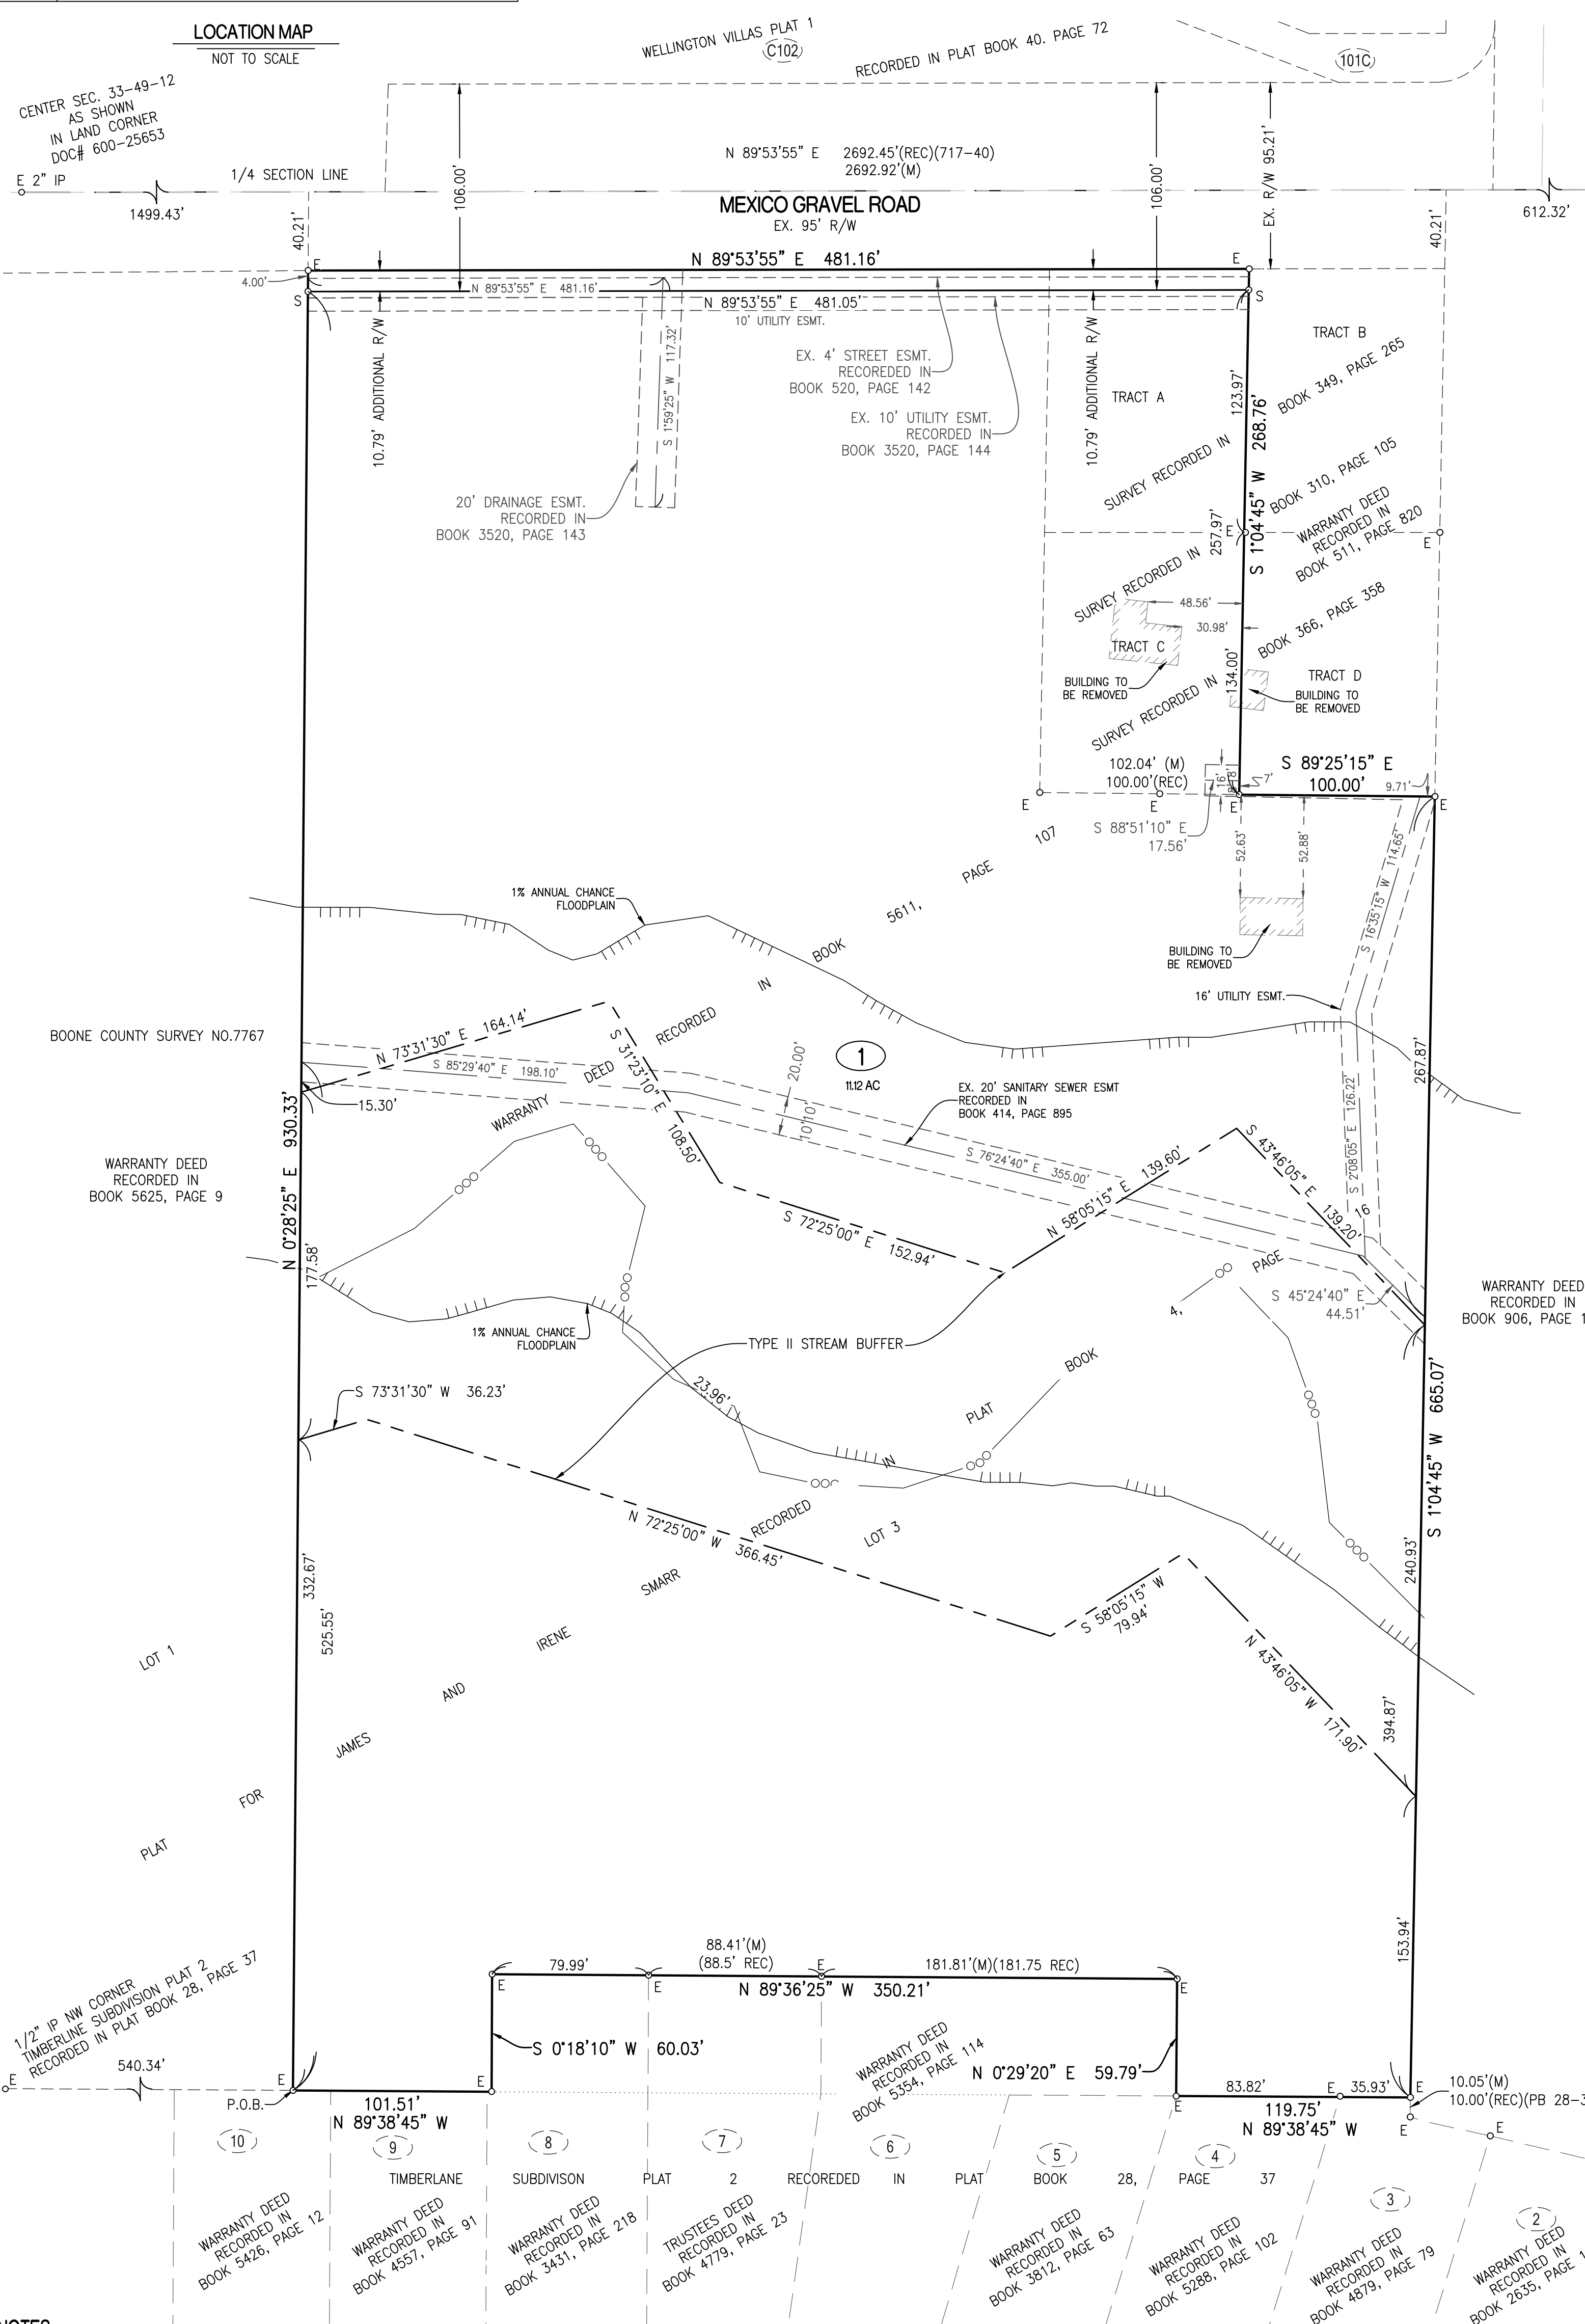 LOCATION MAP
NOT TO SCALE
WELLINGTON VILLAS PLAT 1
C102
RECORDED IN PLAT BOOK 40. PAGE 72
101C
CENTER SEC. 33-49-12
AS SHOWN
IN LAND CORNER
DOC# 600-25653
E 2" IP
1/4 SECTION LINE
1499.43'
40.21'
106.00'
N 89°53'55" E 2692.45'(REC)(717-40)
2692.92'(M)
MEXICO GRAVEL ROAD
EX. 95' R/W
106.00'
EX. R/W 95.21'
40.21'
612.32'
E
N 89°53'55" E 481.16'
E
4.00'
S
N 89°53'55" E 481.16'
N 89°53'55" E 481.05'
S
10' UTILITY ESMT.
10.79' ADDITIONAL R/W
S 1°59'25" W 117.32'
EX. 4' STREET ESMT.
RECOREDED IN
BOOK 520, PAGE 142
EX. 10' UTILITY ESMT.
RECORDED IN
BOOK 3520, PAGE 144
10.79' ADDITIONAL R/W
TRACT A
TRACT B
123.97'
S 1°04'45" W 268.76'
SURVEY RECORDED IN
BOOK 349, PAGE 265
20' DRAINAGE ESMT.
RECORDED IN
BOOK 3520, PAGE 143
257.97'
E
E
SURVEY RECORDED IN
BOOK 310, PAGE 105
WARRANTY DEED
RECORDED IN
BOOK 511, PAGE 820
48.56'
30.98'
TRACT C
BUILDING TO
BE REMOVED
134.00'
SURVEY RECORDED IN
BOOK 366, PAGE 358
TRACT D
BUILDING TO
BE REMOVED
102.04' (M)
100.00'(REC)
16'
7'
S 89°25'15" E
100.00'
9.71'
E
E
E
E
S 88°51'10" E
17.56'
52.63'
52.88'
S 16°35'15" W 114.65'
BUILDING TO
BE REMOVED
16' UTILITY ESMT.
1% ANNUAL CHANCE
FLOODPLAIN
WARRANTY DEED RECORDED IN BOOK 5611, PAGE 107
BOONE COUNTY SURVEY NO.7767
N 73°31'30" E 164.14'
S 85°29'40" E 198.10'
15.30'
S 31°23'10" E 108.50'
1
11.12 AC
20.00'
10'
10'
EX. 20' SANITARY SEWER ESMT
RECORDED IN
BOOK 414, PAGE 895
S 76°24'40" E 355.00'
267.87'
S 2°08'05" E 126.22'
N 0°28'25" E 930.33'
WARRANTY DEED
RECORDED IN
BOOK 5625, PAGE 9
S 72°25'00" E 152.94'
N 58°05'15" E 139.60'
S 43°46'05" E 139.20'
S 45°24'40" E
44.51'
WARRANTY DEED
RECORDED IN
BOOK 906, PAGE 1
177.58'
1% ANNUAL CHANCE
FLOODPLAIN
TYPE II STREAM BUFFER
23.96'
S 73°31'30" W 36.23'
S 1°04'45" W 665.07'
N 72°25'00" W 366.45'
S 58°05'15" W
79.94'
N 43°46'05" W 171.90'
240.93'
394.87'
332.67'
525.55'
LOT 1
LOT 3
PLAT FOR JAMES AND IRENE SMARR RECORDED IN PLAT BOOK 4, PAGE 16
153.94'
1/2" IP NW CORNER
TIMBERLINE SUBDIVISION PLAT 2
RECORDED IN PLAT BOOK 28, PAGE 37
E
540.34'
E
P.O.B.
101.51'
N 89°38'45" W
E
E
S 0°18'10" W 60.03'
79.99'
E
88.41'(M)
(88.5' REC)
E
181.81'(M)(181.75 REC)
N 89°36'25" W 350.21'
E
N 0°29'20" E 59.79'
E
83.82'
E
35.93'
E
119.75'
N 89°38'45" W
10.05'(M)
10.00'(REC)(PB 28-3
E
E
WARRANTY DEED
RECORDED IN
BOOK 5354, PAGE 114
10
9
8
7
6
5
4
3
2
TIMBERLANE SUBDIVISON PLAT 2 RECOREDED IN PLAT BOOK 28, PAGE 37
WARRANTY DEED
RECORDED IN
BOOK 5426, PAGE 12
WARRANTY DEED
RECORDED IN
BOOK 4557, PAGE 91
WARRANTY DEED
RECORDED IN
BOOK 3431, PAGE 218
TRUSTEES DEED
RECORDED IN
BOOK 4779, PAGE 23
WARRANTY DEED
RECORDED IN
BOOK 3812, PAGE 63
WARRANTY DEED
RECORDED IN
BOOK 5288, PAGE 102
WARRANTY DEED
RECORDED IN
BOOK 4879, PAGE 79
WARRANTY DEED
RECORDED IN
BOOK 2635, PAGE 1